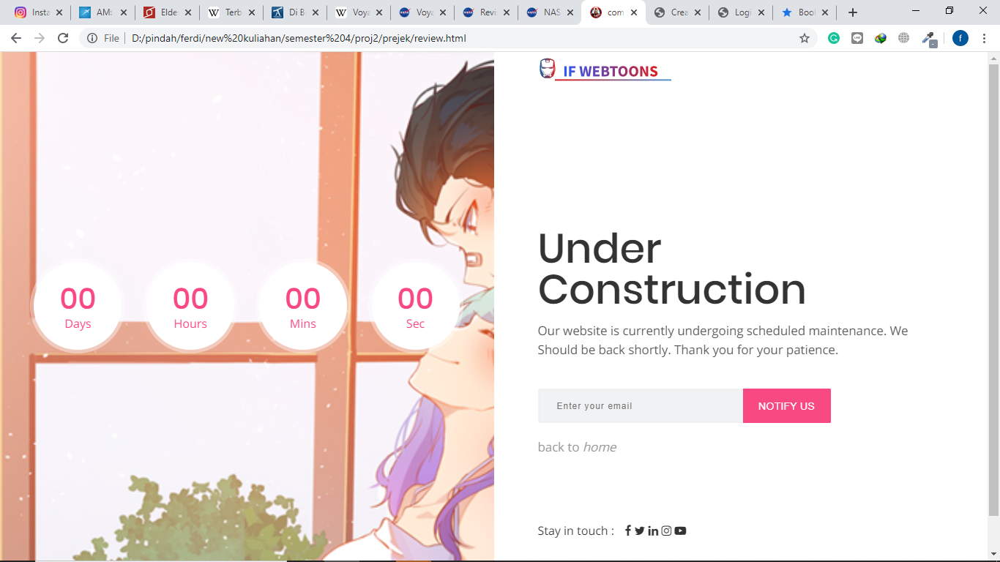 Insta
AM:
Elde
Terb
Di B
Voya
Voya
Revi
NAS
com
Crea
Logi
Bool
File
D:/pindah/ferdi/new%20kuliahan/semester%204/proj2/prejek/review.html
f
IF WEBTOONS
00
Days
00
Hours
00
Mins
00
Sec
Under
Construction
Our website is currently undergoing scheduled maintenance. We
Should be back shortly. Thank you for your patience.
Enter your email
NOTIFY US
back to home
Stay in touch :